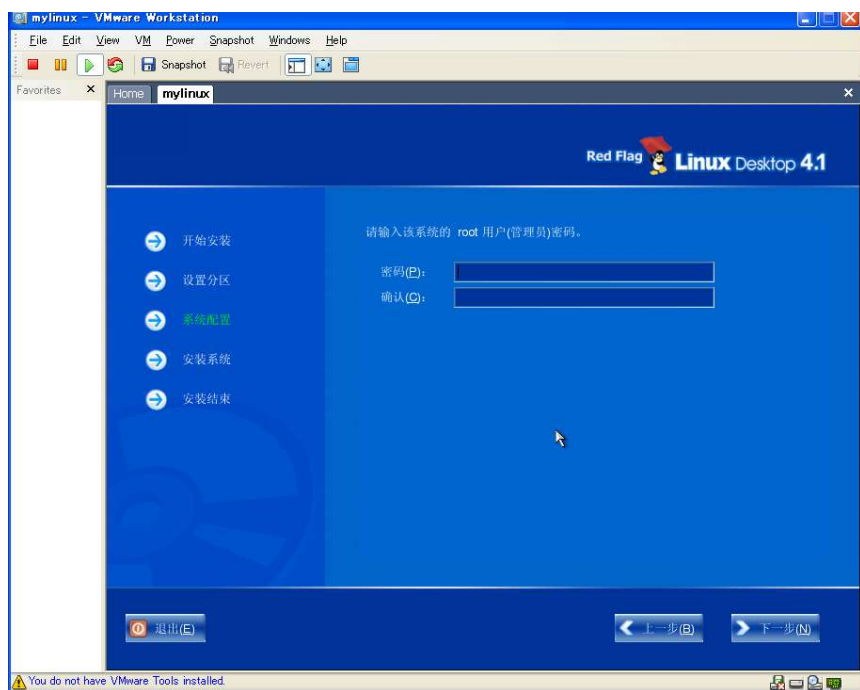 mylinux - VMware Workstation
File Edit View VM Power Snapshot Windows Help
Snapshot Revert
Favorites × Home mylinux ×
Red Flag Linux Desktop 4.1
开始安装
设置分区
系统配置
安装系统
安装结束
请输入该系统的 root 用户(管理员)密码。
密码(P):
确认(C):
退出(E) 上一步(B) 下一步(N)
You do not have VMware Tools installed.